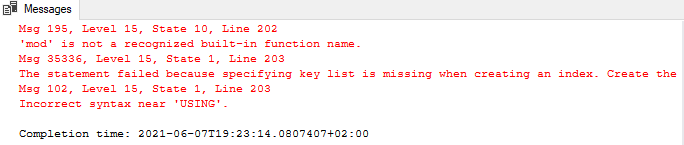 Messages
Msg 195, Level 15, State 10, Line 202
'mod' is not a recognized built-in function name.
Msg 35336, Level 15, State 1, Line 203
The statement failed because specifying key list is missing when creating an index. Create the
Msg 102, Level 15, State 1, Line 203
Incorrect syntax near 'USING'.
Completion time: 2021-06-07T19:23:14.0807407+02:00